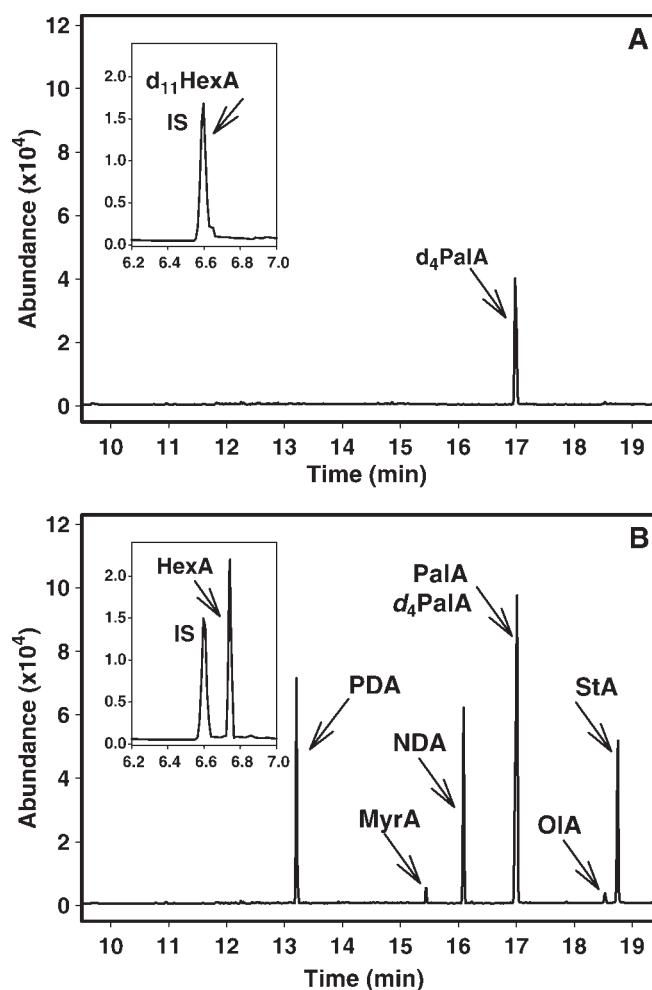 A
Abundance (x10⁴)
12
10
8
6
4
2
0
2.0
1.5
1.0
0.5
0.0
d₁₁HexA
IS
6.2 6.4 6.6 6.8 7.0
d₄PalA
10 11 12 13 14 15 16 17 18 19
Time (min)
B
Abundance (x10⁴)
12
10
8
6
4
2
0
2.0
1.5
1.0
0.5
0.0
HexA
IS
6.2 6.4 6.6 6.8 7.0
PalA
d₄PalA
PDA
StA
NDA
MyrA
OlA
10 11 12 13 14 15 16 17 18 19
Time (min)